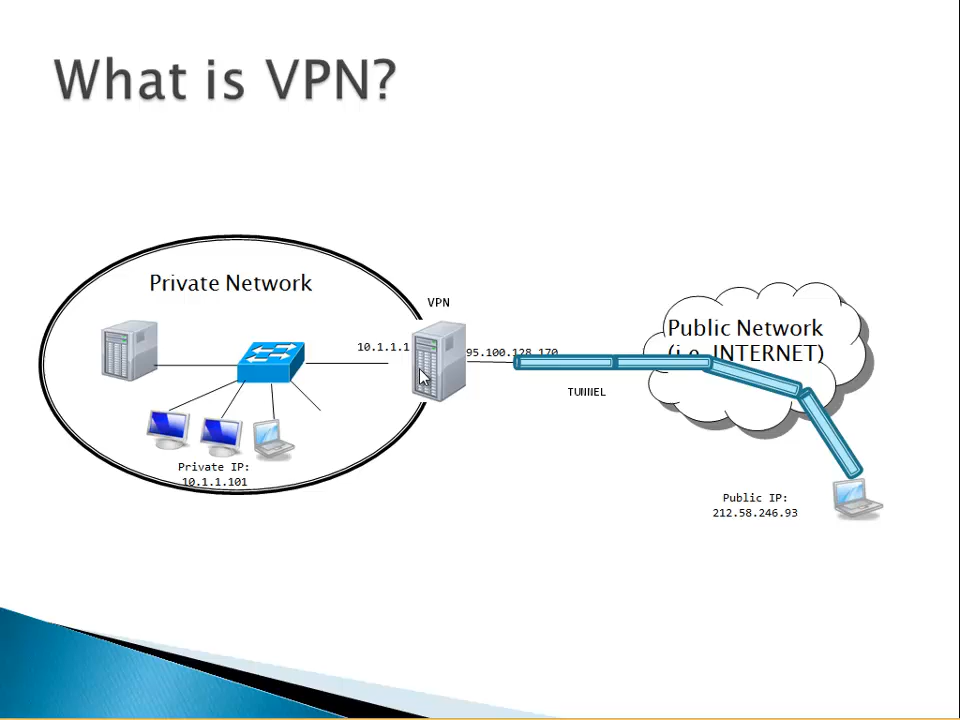 What is VPN?
Private Network
VPN
10.1.1.1
95.100.128.170
Public Network
(i.e. INTERNET)
TUNNEL
Private IP:
10.1.1.101
Public IP:
212.58.246.93